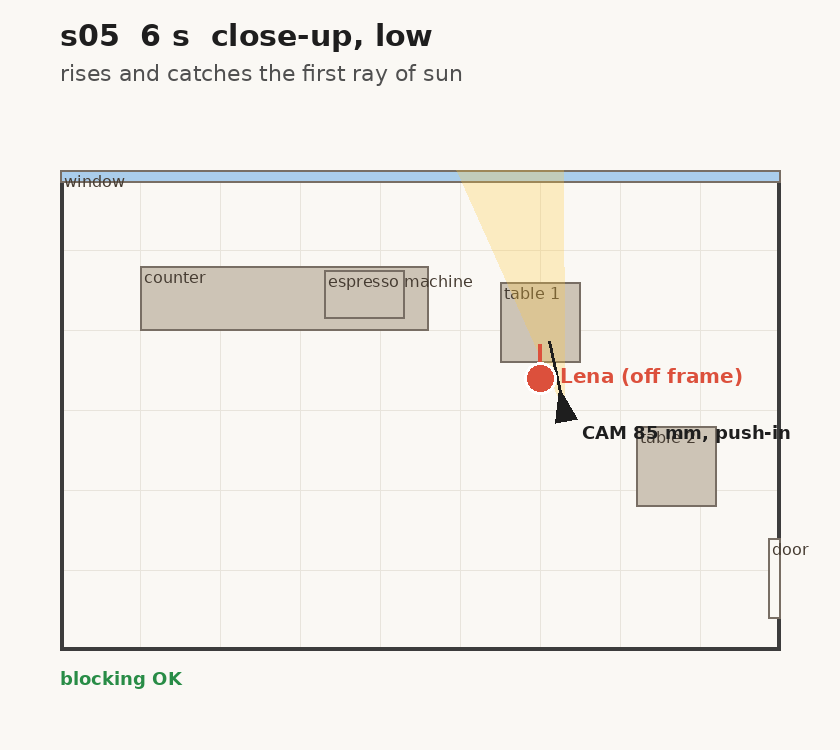 s05  6 s  close-up, low
rises and catches the first ray of sun
window
counter
espresso machine
table 1
Lena (off frame)
CAM 85 mm, push-in
table 2
door
blocking OK